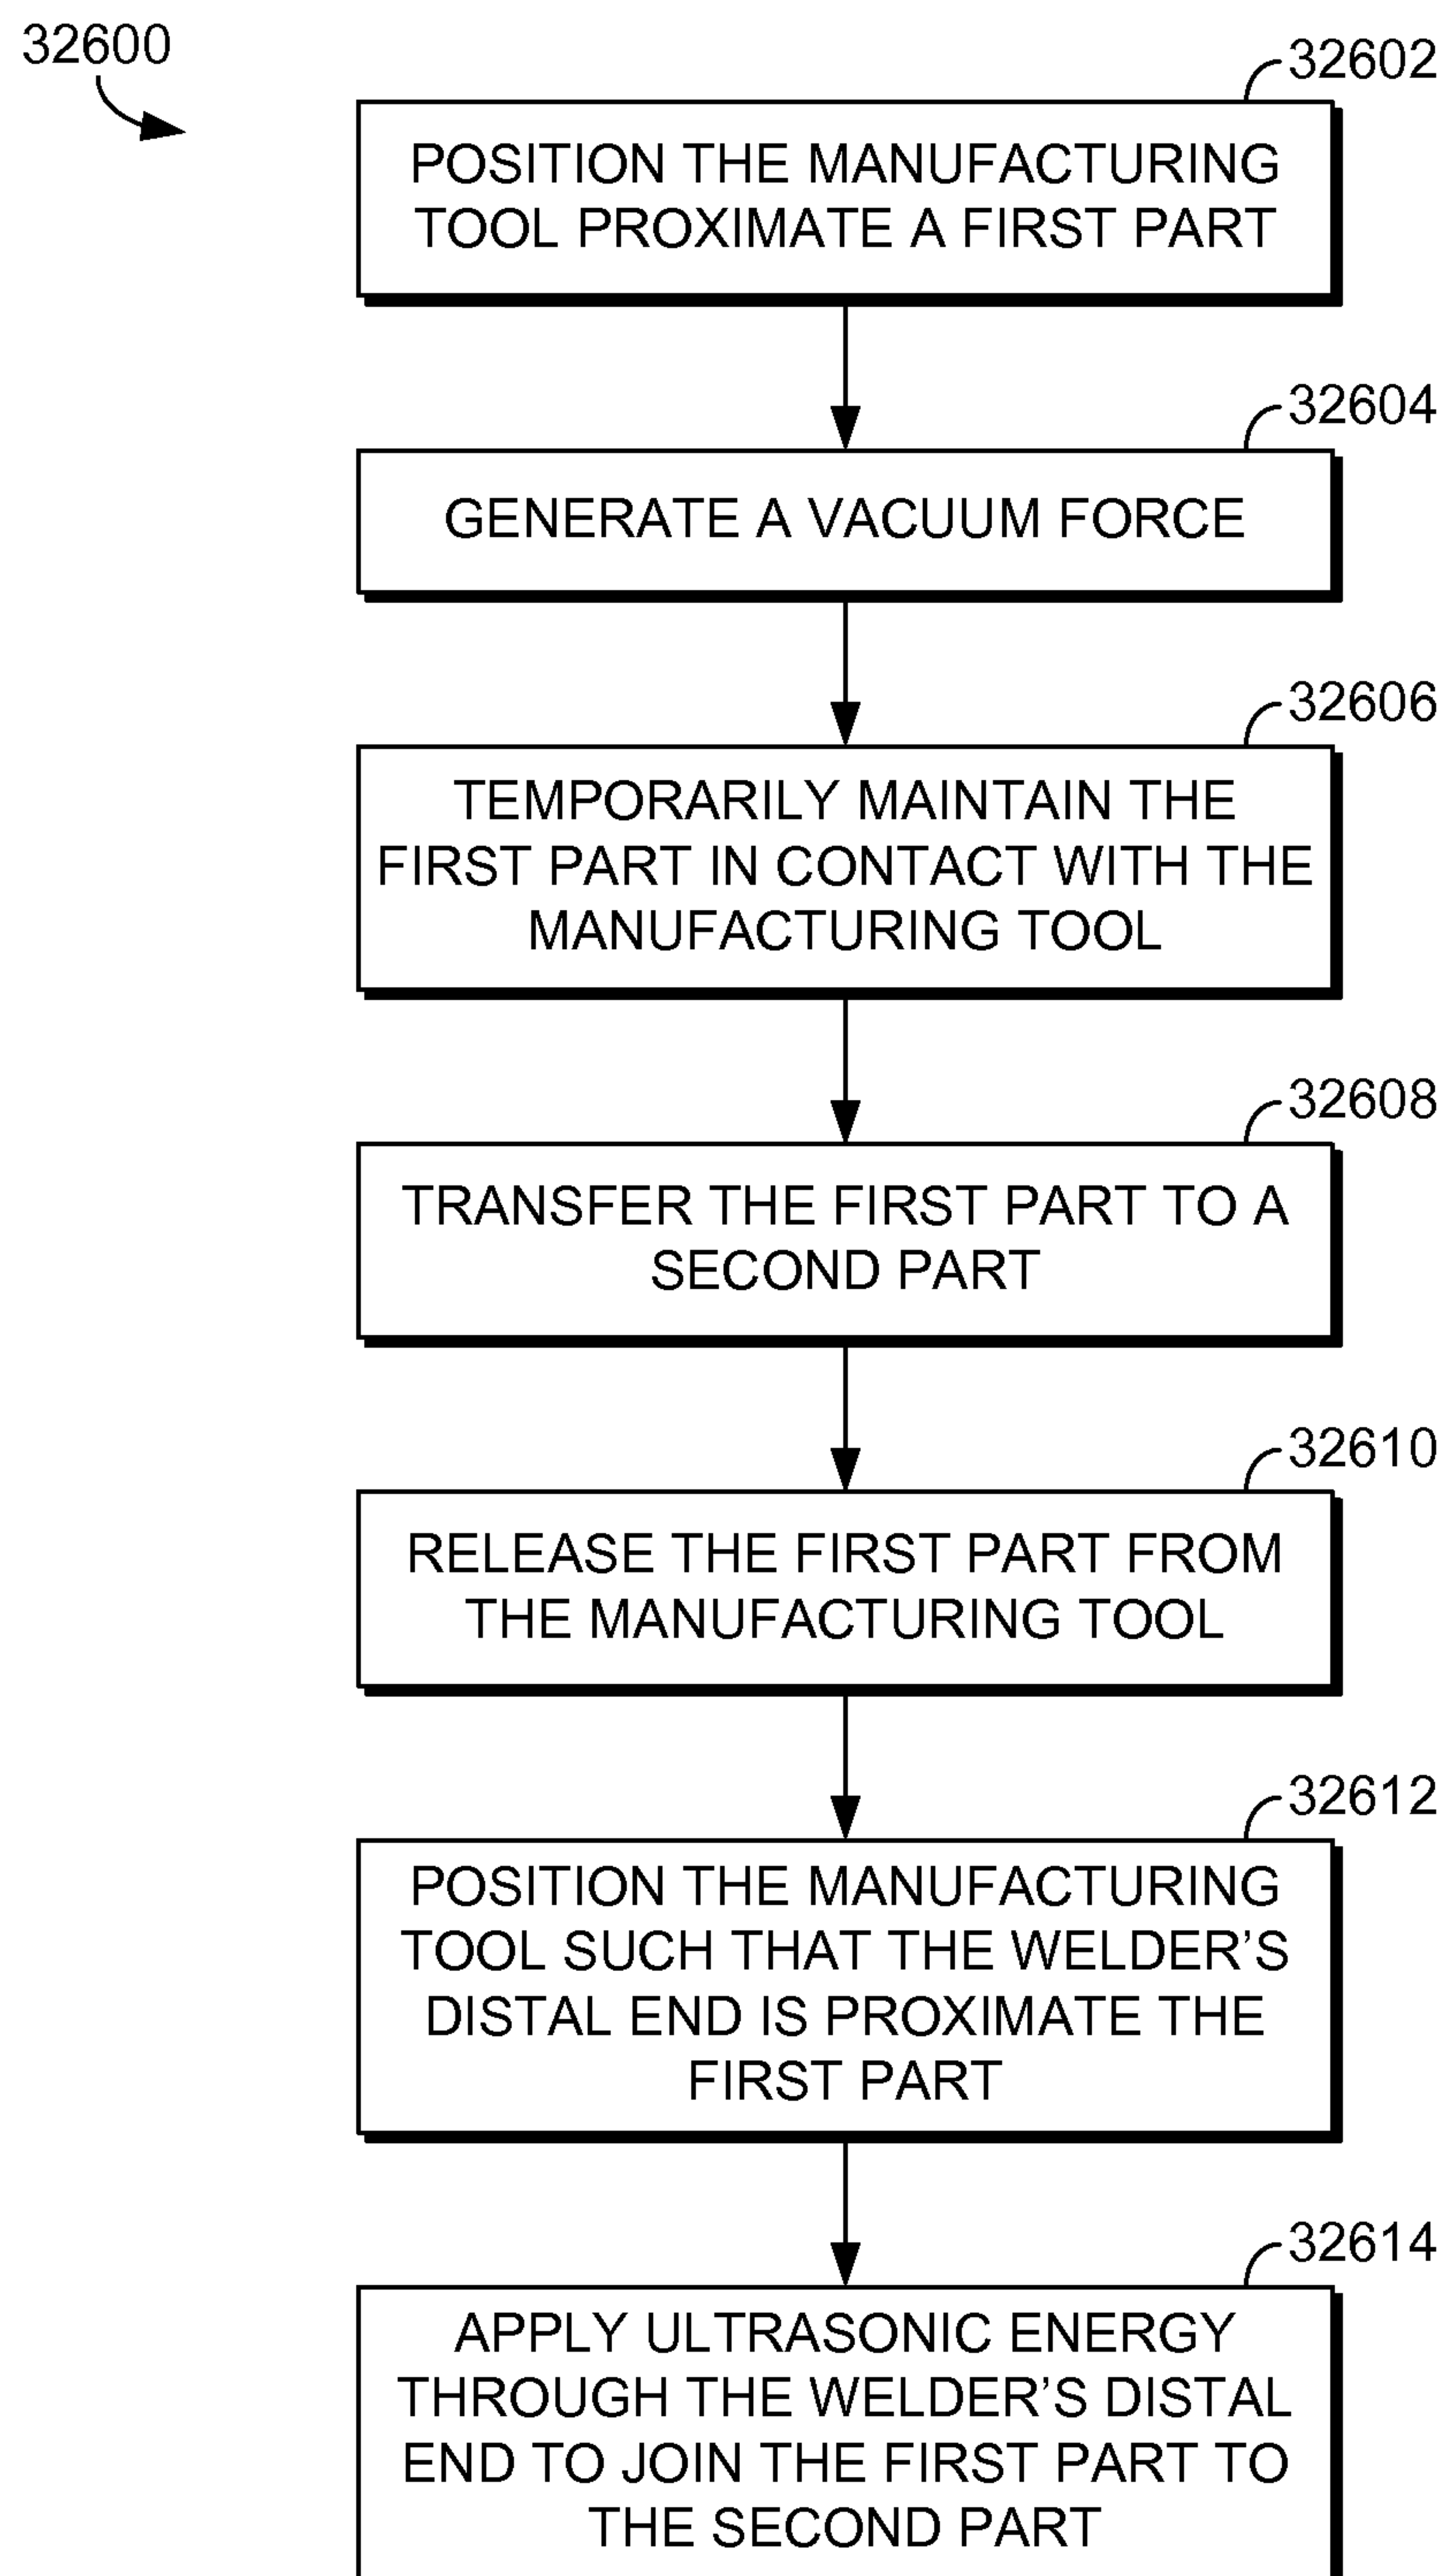 32600
32602
POSITION THE MANUFACTURING
TOOL PROXIMATE A FIRST PART
32604
GENERATE A VACUUM FORCE
32606
TEMPORARILY MAINTAIN THE
FIRST PART IN CONTACT WITH THE
MANUFACTURING TOOL
32608
TRANSFER THE FIRST PART TO A
SECOND PART
32610
RELEASE THE FIRST PART FROM
THE MANUFACTURING TOOL
32612
POSITION THE MANUFACTURING
TOOL SUCH THAT THE WELDER’S
DISTAL END IS PROXIMATE THE
FIRST PART
32614
APPLY ULTRASONIC ENERGY
THROUGH THE WELDER’S DISTAL
END TO JOIN THE FIRST PART TO
THE SECOND PART